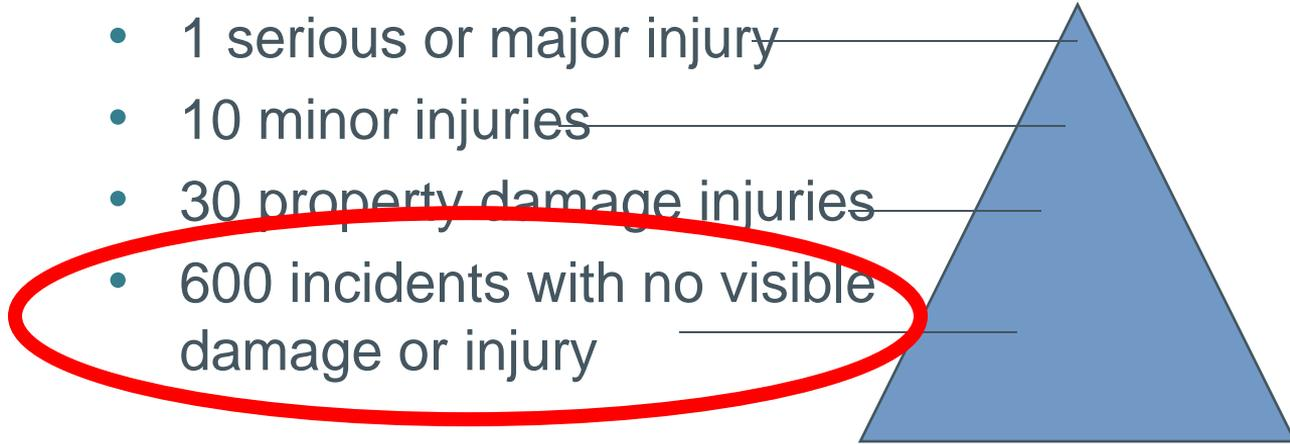 • 1 serious or major injury
• 10 minor injuries
• 30 property damage injuries
• 600 incidents with no visible
damage or injury